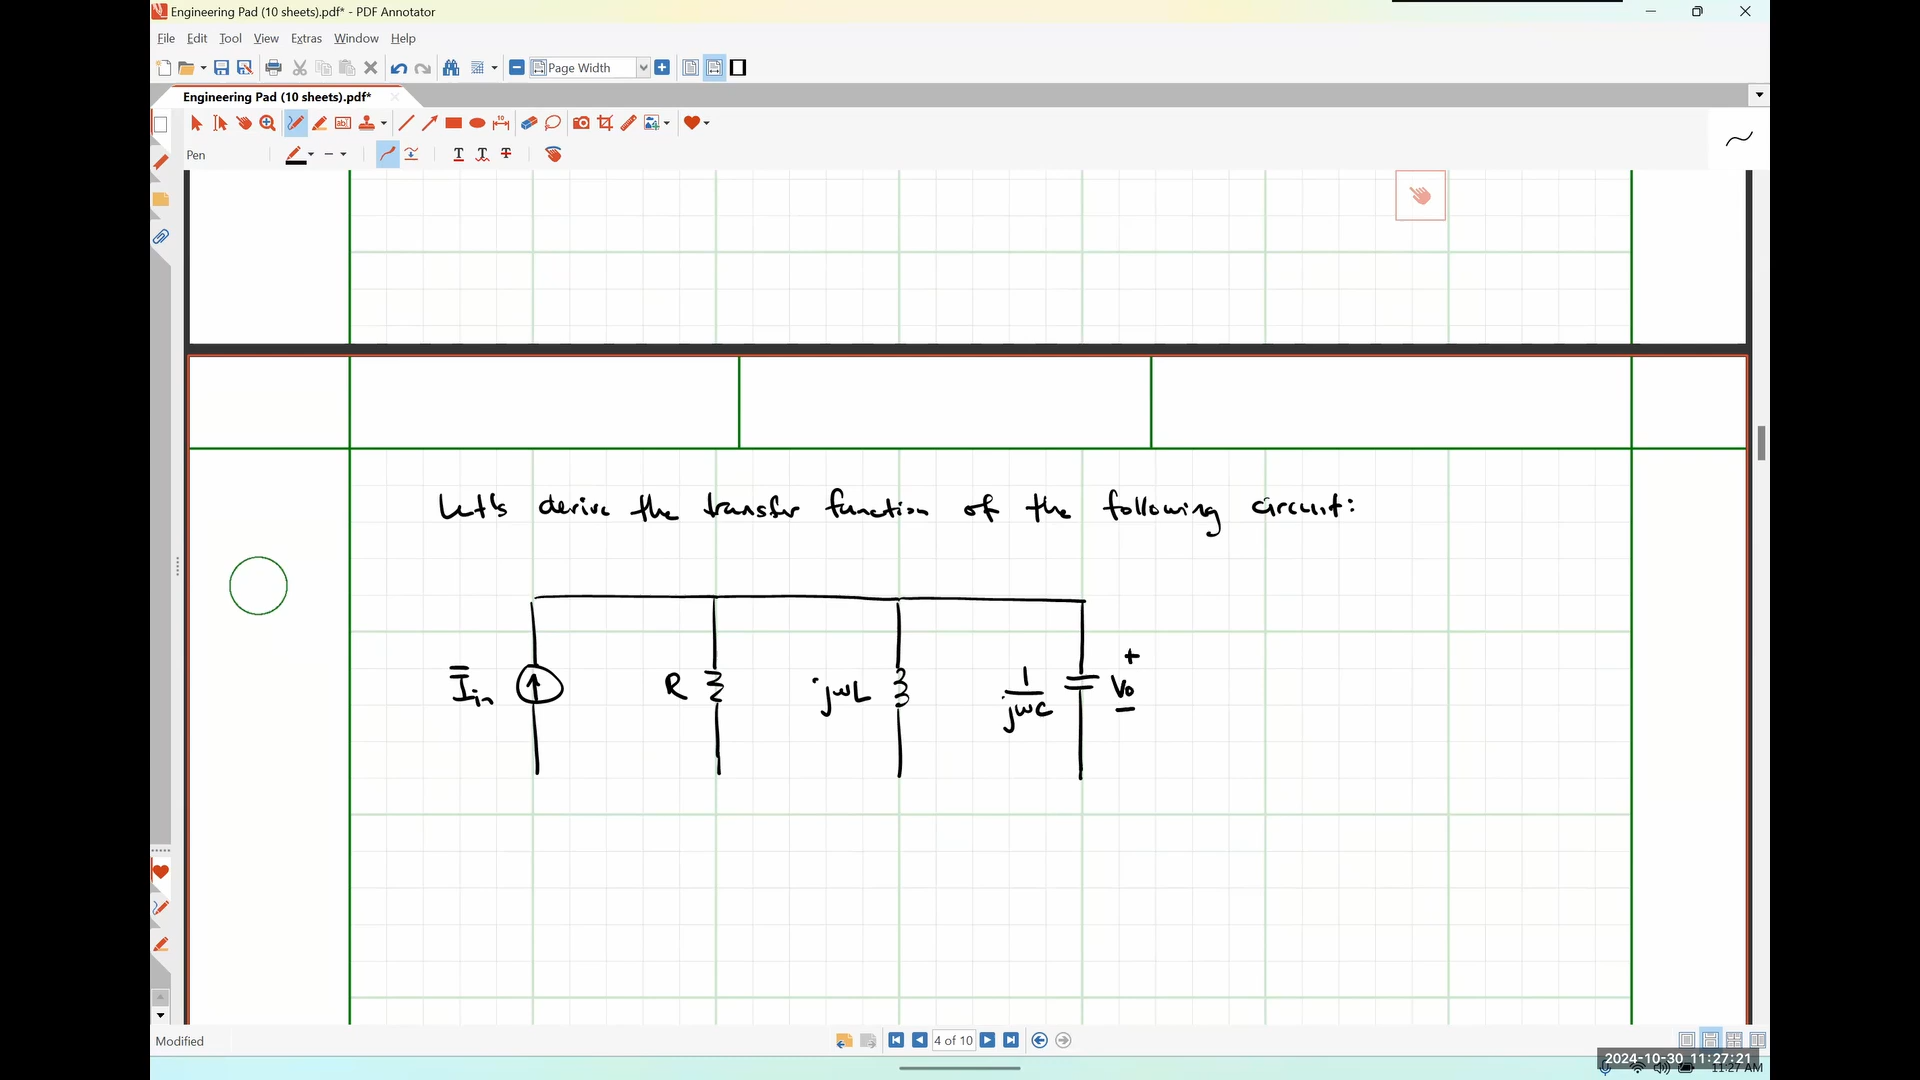 Engineering Pad (10 sheets).pdf* - PDF Annotator
File Edit Tool View Extras Window Help
Page Width
Engineering Pad (10 sheets).pdf*
Pen
Let's derive the transfer function of the following circuit:
+
I̅in R jωL 1/jωC Vo
−
Modified
4 of 10
2024-10-30 11:27:21
11:27 AM